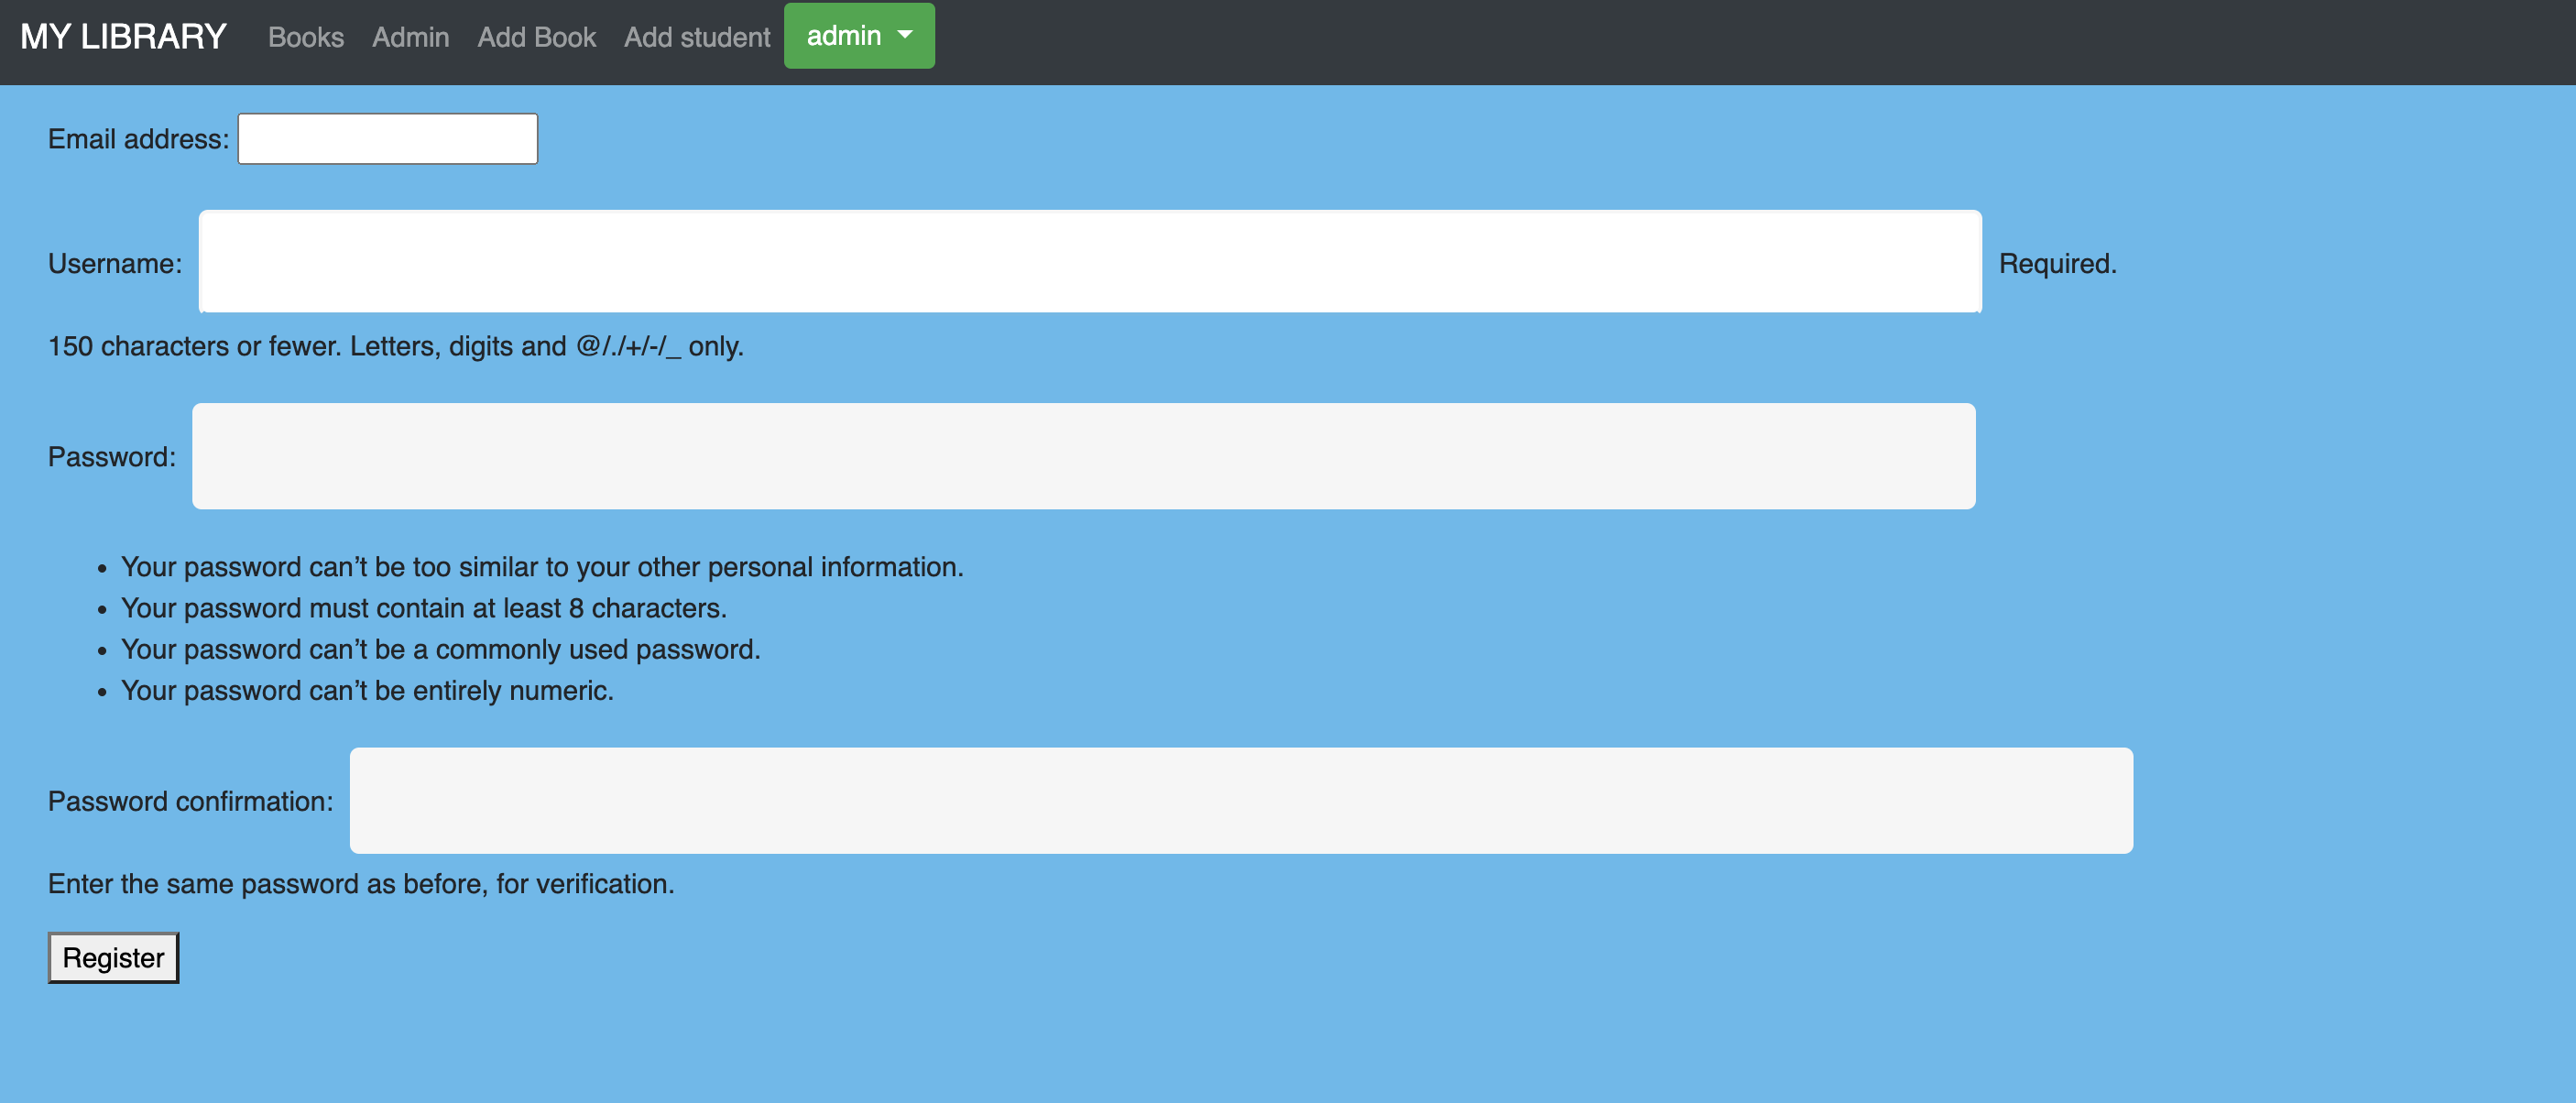 MY LIBRARY Books Admin Add Book Add student admin
Email address:
Username: Required.
150 characters or fewer. Letters, digits and @/./+/-/_ only.
Password:
• Your password can’t be too similar to your other personal information.
• Your password must contain at least 8 characters.
• Your password can’t be a commonly used password.
• Your password can’t be entirely numeric.
Password confirmation:
Enter the same password as before, for verification.
Register